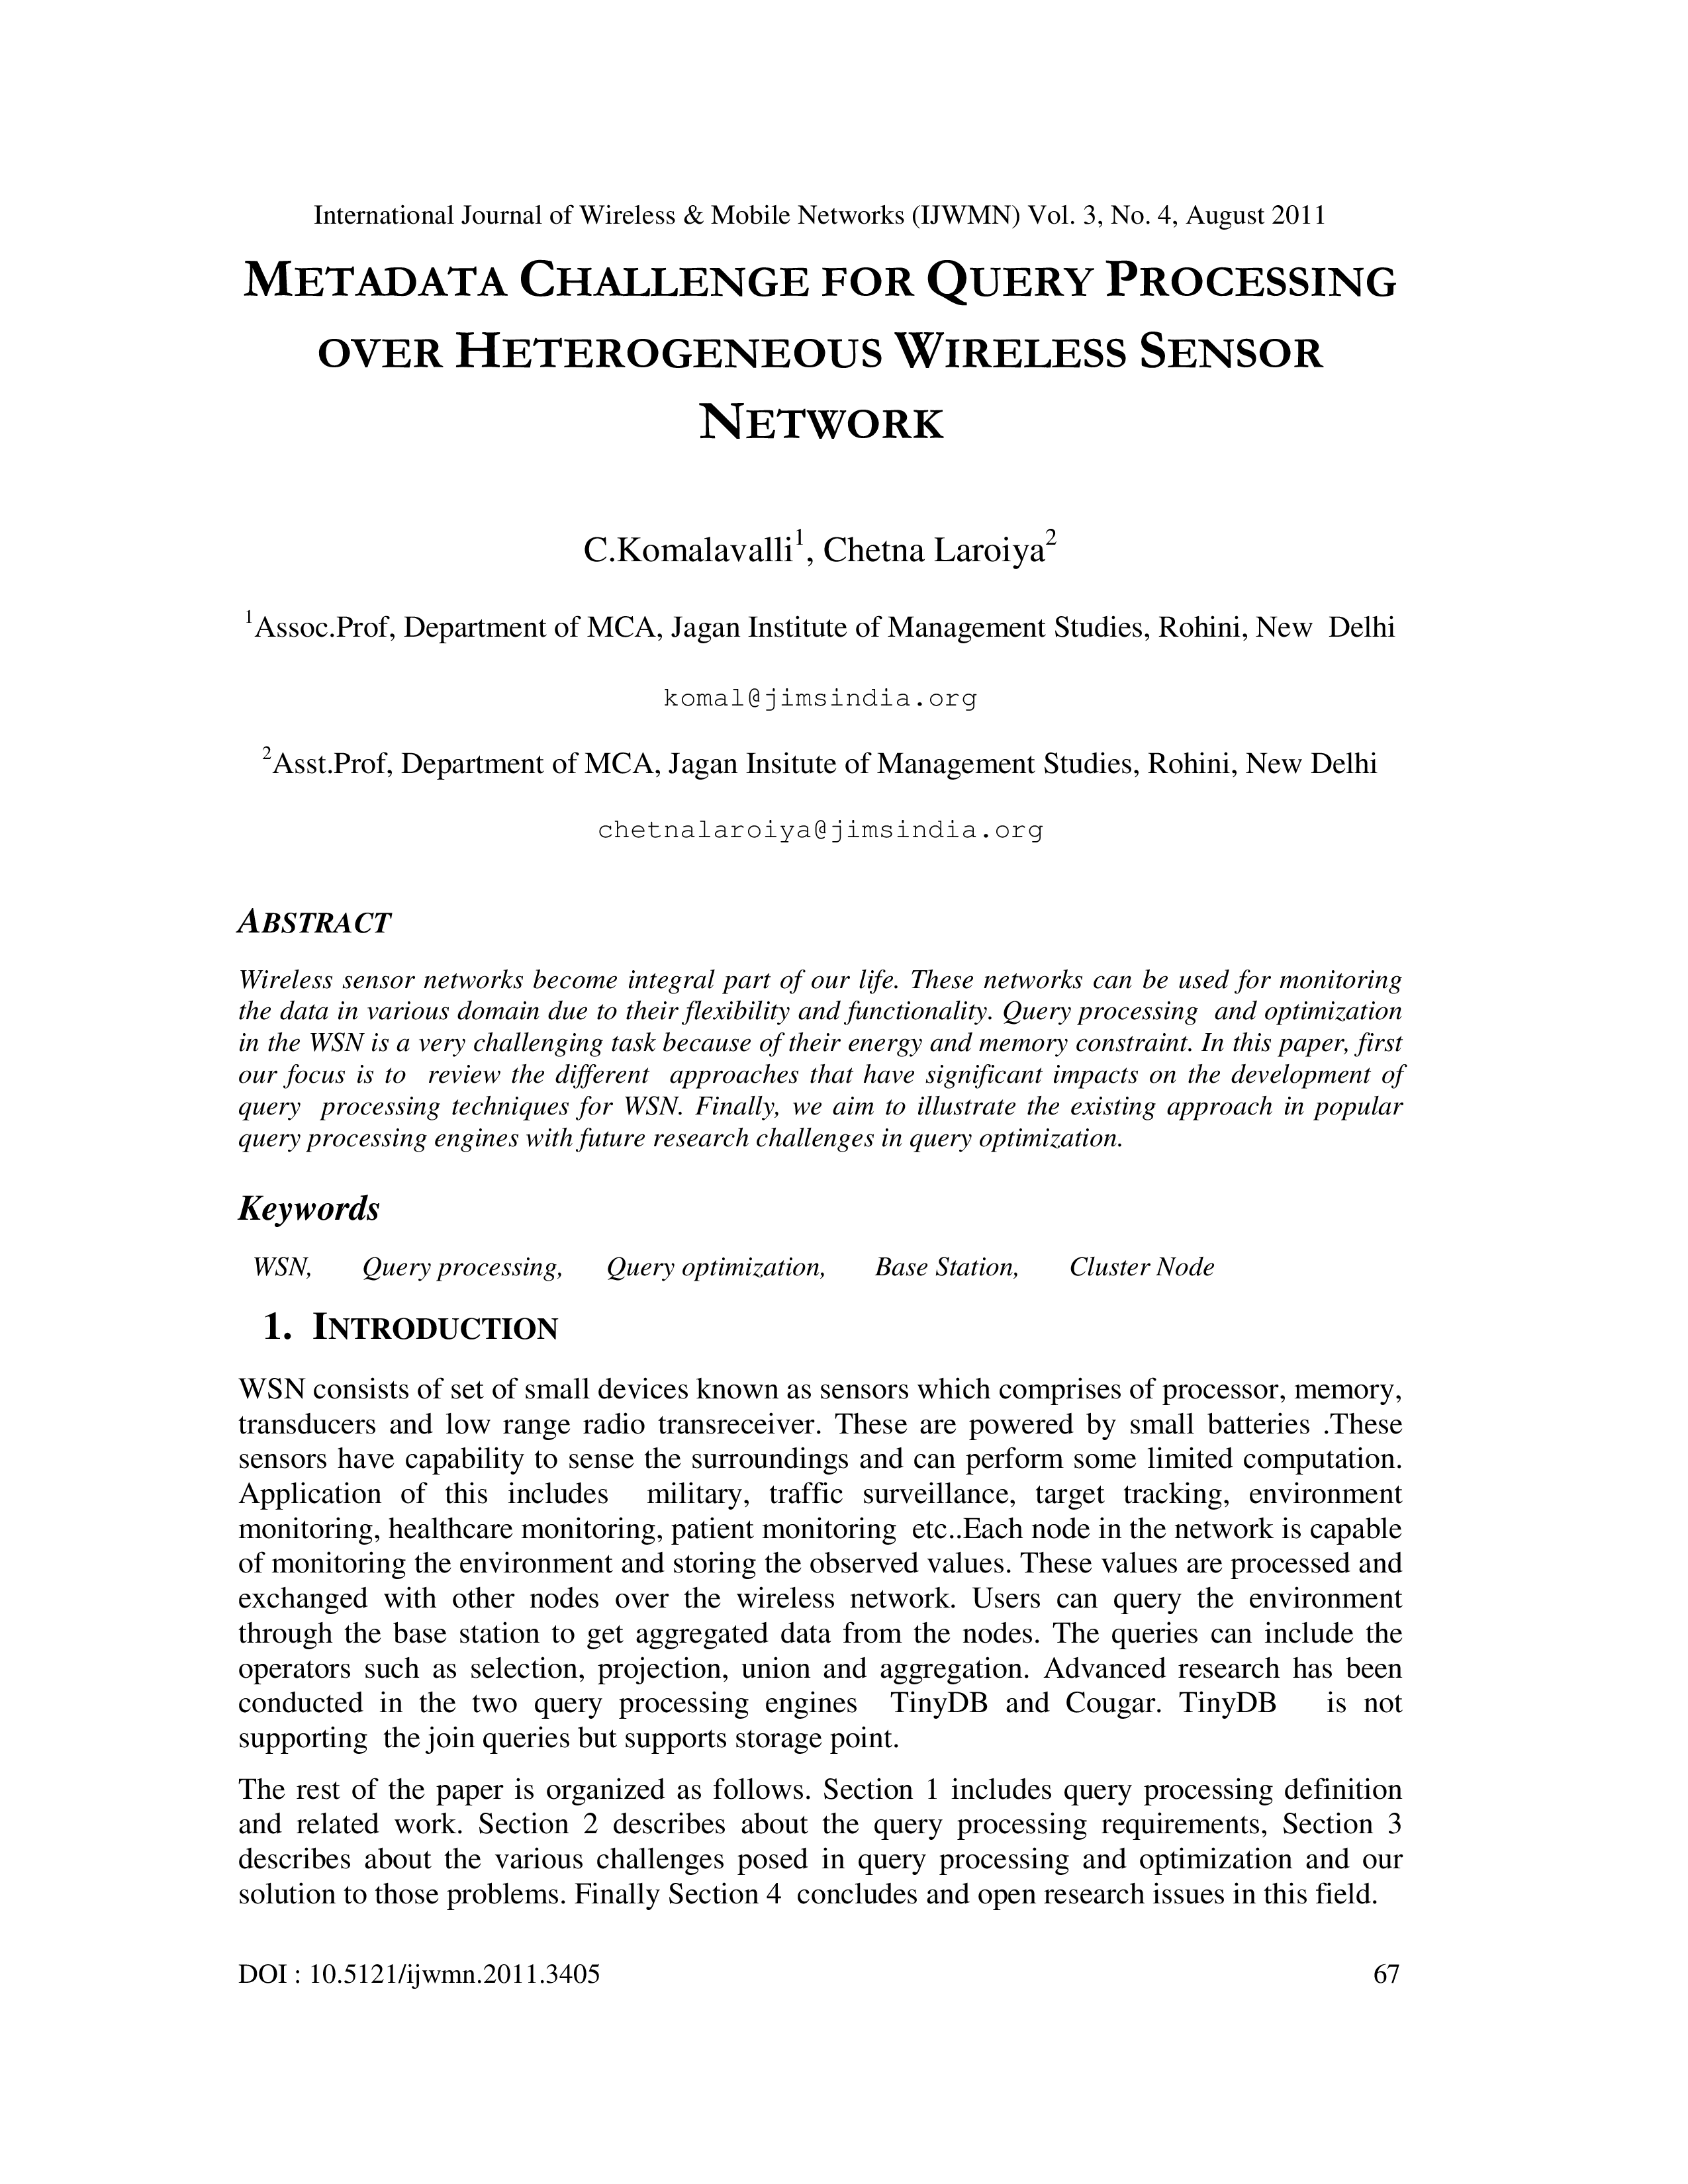 International Journal of Wireless & Mobile Networks (IJWMN) Vol. 3, No. 4, August 2011
METADATA CHALLENGE FOR QUERY PROCESSING
OVER HETEROGENEOUS WIRELESS SENSOR
NETWORK
C.Komalavalli1, Chetna Laroiya2
1Assoc.Prof, Department of MCA, Jagan Institute of Management Studies, Rohini, New Delhi
komal@jimsindia.org
2Asst.Prof, Department of MCA, Jagan Insitute of Management Studies, Rohini, New Delhi
chetnalaroiya@jimsindia.org
ABSTRACT
Wireless sensor networks become integral part of our life. These networks can be used for monitoring
the data in various domain due to their flexibility and functionality. Query processing and optimization
in the WSN is a very challenging task because of their energy and memory constraint. In this paper, first
our focus is to review the different approaches that have significant impacts on the development of
query processing techniques for WSN. Finally, we aim to illustrate the existing approach in popular
query processing engines with future research challenges in query optimization.
Keywords
WSN, Query processing, Query optimization, Base Station, Cluster Node
1. INTRODUCTION
WSN consists of set of small devices known as sensors which comprises of processor, memory,
transducers and low range radio transreceiver. These are powered by small batteries .These
sensors have capability to sense the surroundings and can perform some limited computation.
Application of this includes military, traffic surveillance, target tracking, environment
monitoring, healthcare monitoring, patient monitoring etc..Each node in the network is capable
of monitoring the environment and storing the observed values. These values are processed and
exchanged with other nodes over the wireless network. Users can query the environment
through the base station to get aggregated data from the nodes. The queries can include the
operators such as selection, projection, union and aggregation. Advanced research has been
conducted in the two query processing engines TinyDB and Cougar. TinyDB is not
supporting the join queries but supports storage point.
The rest of the paper is organized as follows. Section 1 includes query processing definition
and related work. Section 2 describes about the query processing requirements, Section 3
describes about the various challenges posed in query processing and optimization and our
solution to those problems. Finally Section 4 concludes and open research issues in this field.
DOI : 10.5121/ijwmn.2011.3405 67